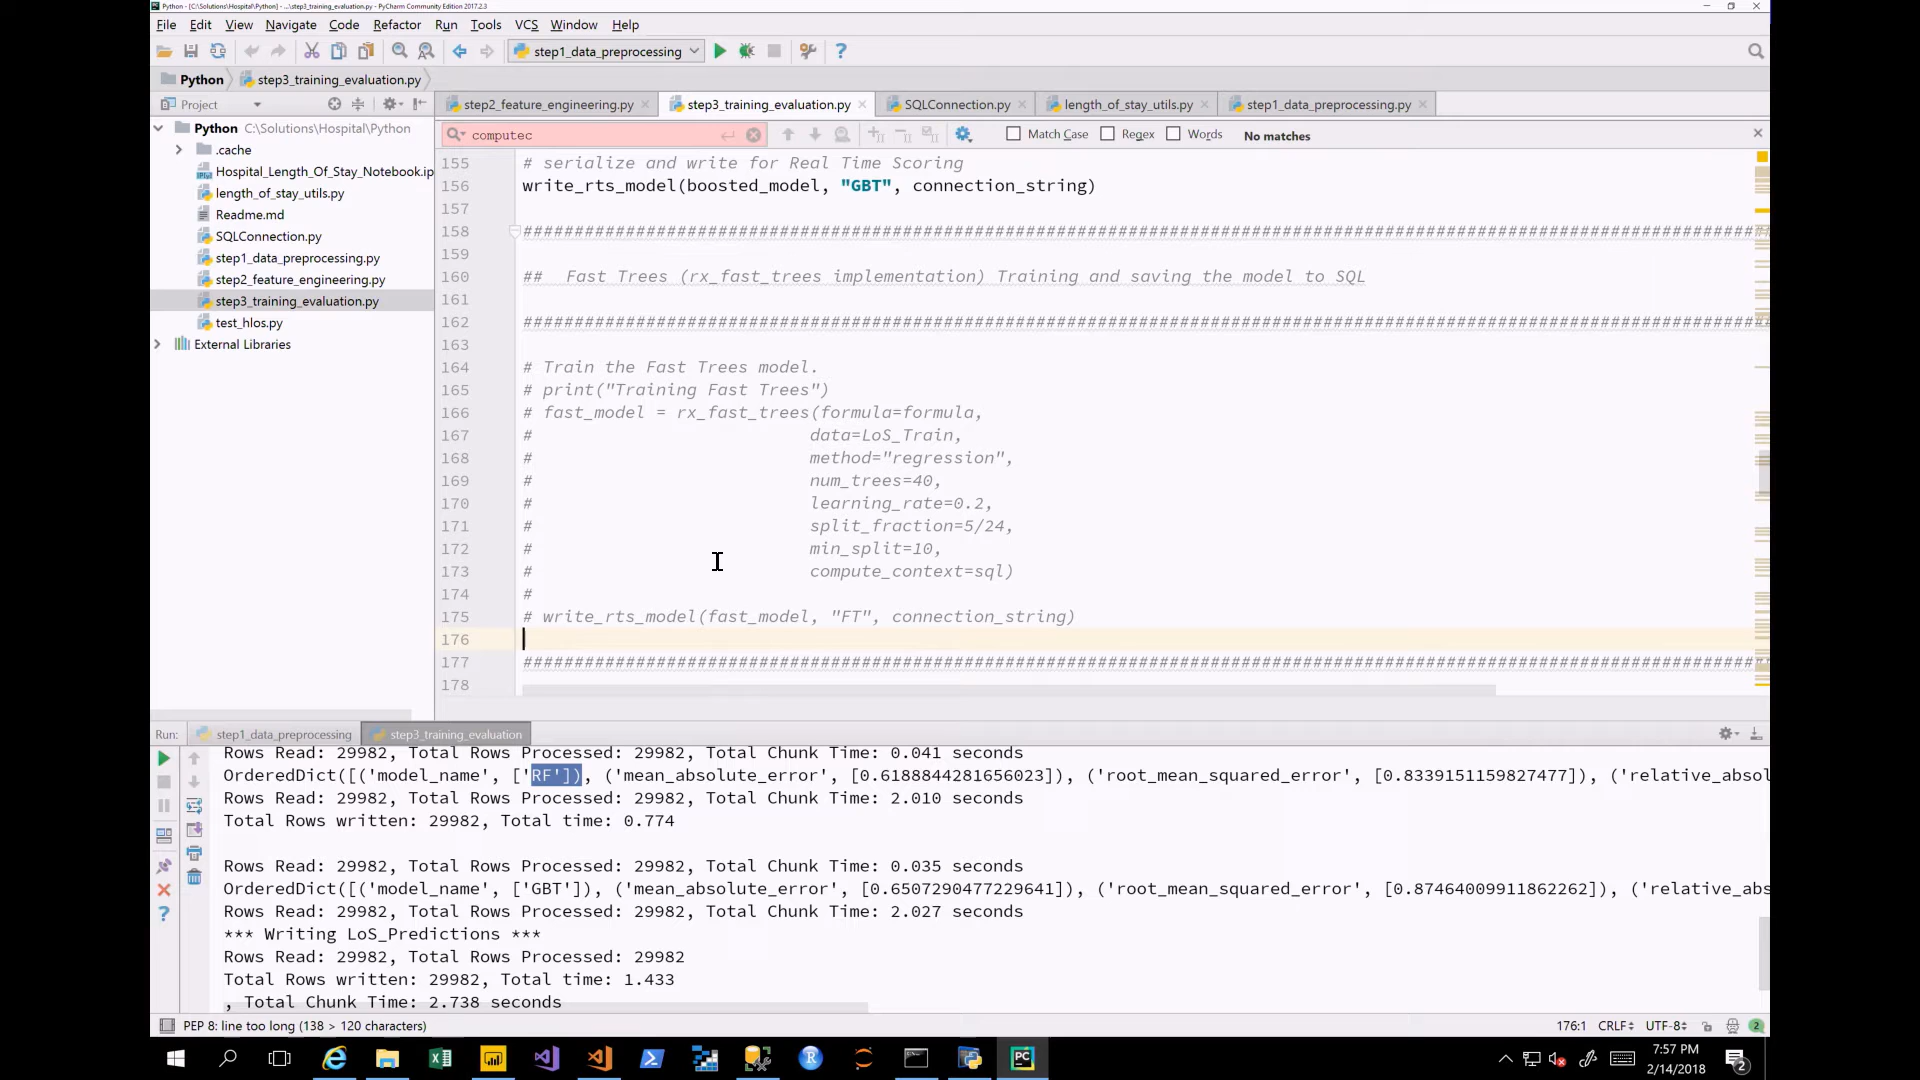 Python - [C:\Solutions\Hospital\Python] - ...\step3_training_evaluation.py - PyCharm Community Edition 2017.2.3
File Edit View Navigate Code Refactor Run Tools VCS Window Help
step1_data_preprocessing
Python step3_training_evaluation.py
Project
step2_feature_engineering.py step3_training_evaluation.py SQLConnection.py length_of_stay_utils.py step1_data_preprocessing.py
computec Match Case Regex Words No matches
Python C:\Solutions\Hospital\Python
.cache
Hospital_Length_Of_Stay_Notebook.ip
length_of_stay_utils.py
Readme.md
SQLConnection.py
step1_data_preprocessing.py
step2_feature_engineering.py
step3_training_evaluation.py
test_hlos.py
External Libraries
155 # serialize and write for Real Time Scoring
156 write_rts_model(boosted_model, "GBT", connection_string)
157
158 ########################################################################################################################
159
160 ##  Fast Trees (rx_fast_trees implementation) Training and saving the model to SQL
161
162 ########################################################################################################################
163
164 # Train the Fast Trees model.
165 # print("Training Fast Trees")
166 # fast_model = rx_fast_trees(formula=formula,
167 #                          data=LoS_Train,
168 #                          method="regression",
169 #                          num_trees=40,
170 #                          learning_rate=0.2,
171 #                          split_fraction=5/24,
172 #                          min_split=10,
173 #                          compute_context=sql)
174 #
175 # write_rts_model(fast_model, "FT", connection_string)
176
177 ########################################################################################################################
178
Run: step1_data_preprocessing step3_training_evaluation
Rows Read: 29982, Total Rows Processed: 29982, Total Chunk Time: 0.041 seconds
OrderedDict([('model_name', ['RF']), ('mean_absolute_error', [0.6188844281656023]), ('root_mean_squared_error', [0.8339151159827477]), ('relative_absol
Rows Read: 29982, Total Rows Processed: 29982, Total Chunk Time: 2.010 seconds
Total Rows written: 29982, Total time: 0.774
Rows Read: 29982, Total Rows Processed: 29982, Total Chunk Time: 0.035 seconds
OrderedDict([('model_name', ['GBT']), ('mean_absolute_error', [0.6507290477229641]), ('root_mean_squared_error', [0.87464009911862262]), ('relative_abs
Rows Read: 29982, Total Rows Processed: 29982, Total Chunk Time: 2.027 seconds
*** Writing LoS_Predictions ***
Rows Read: 29982, Total Rows Processed: 29982
Total Rows written: 29982, Total time: 1.433
, Total Chunk Time: 2.738 seconds
PEP 8: line too long (138 > 120 characters) 176:1 CRLF UTF-8 2
7:57 PM
2/14/2018
2